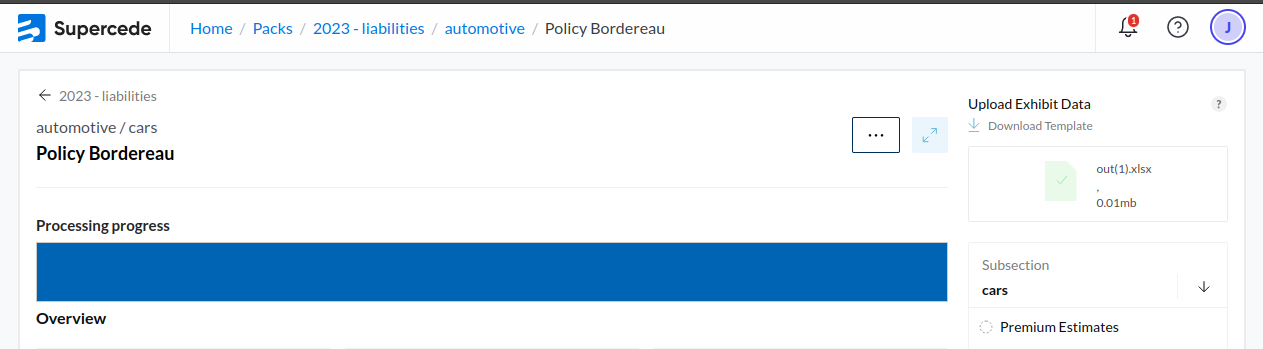 Supercede
Home / Packs / 2023 - liabilities / automotive / Policy Bordereau
1
?
J
← 2023 - liabilities
automotive / cars
Policy Bordereau
...
Processing progress
Overview
Upload Exhibit Data
?
Download Template
out(1).xlsx
,
0.01mb
Subsection
cars
Premium Estimates